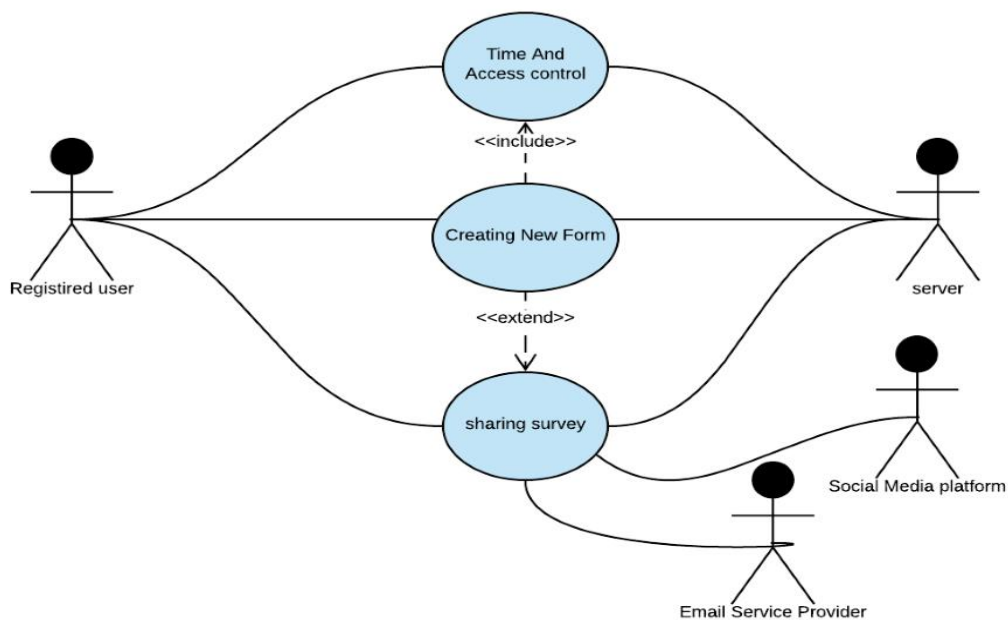 Time And
Access control
<<include>>
Registired user
Creating New Form
server
<<extend>>
sharing survey
Social Media platform
Email Service Provider